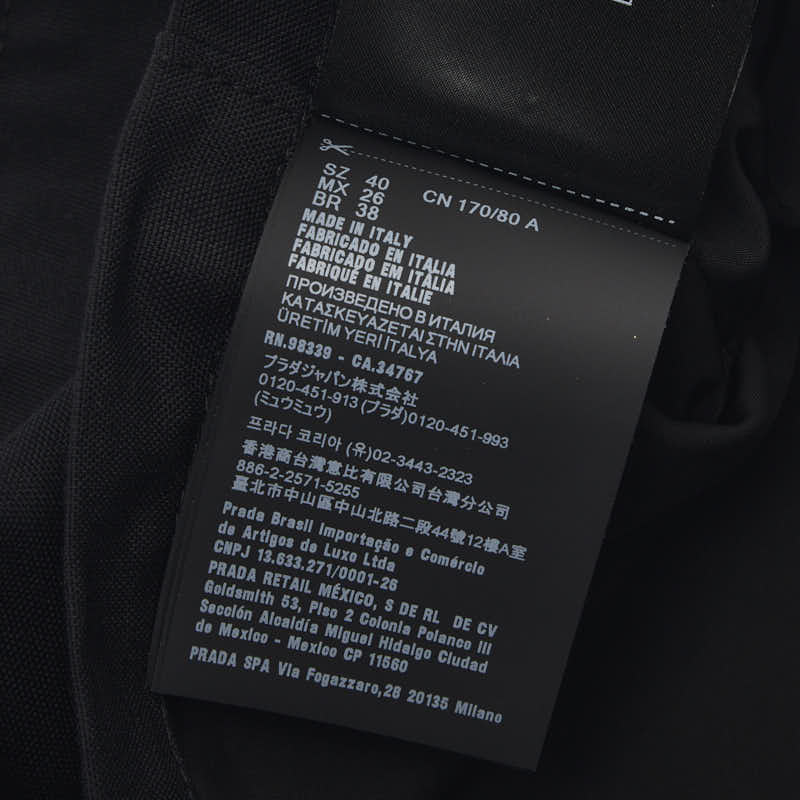 SZ 40 CN 170/80 A
MX 26
BR 38
MADE IN ITALY
FABRICADO EN ITALIA
FABRICADO EM ITALIA
FABRIQUÉ EN ITALIE
ПРОИЗВЕДЕНО В ИТАЛИЯ
ΚΑΤΑΣΚΕΥΑΖΕΤΑΙ ΣΤΗΝ ΙΤΑΛΙΑ
ÜRETİM YERİ İTALYA
RN.98339 - CA.34767
プラダジャパン株式会社
0120-451-913 (プラダ)0120-451-993
(ミュウミュウ)
프라다 코리아 (유)02-3443-2323
香港商台灣意比有限公司台灣分公司
886-2-2571-5255
臺北市中山區中山北路二段44號12樓A室
Prada Brasil Importação e Comércio
de Artigos de Luxo Ltda
CNPJ 13.633.271/0001-26
PRADA RETAIL MÉXICO, S DE RL DE CV
Goldsmith 53, Piso 2 Colonia Polanco III
Sección Alcaldía Miguel Hidalgo Ciudad
de Mexico - Mexico CP 11560
PRADA SPA Via Fogazzaro,28 20135 Milano